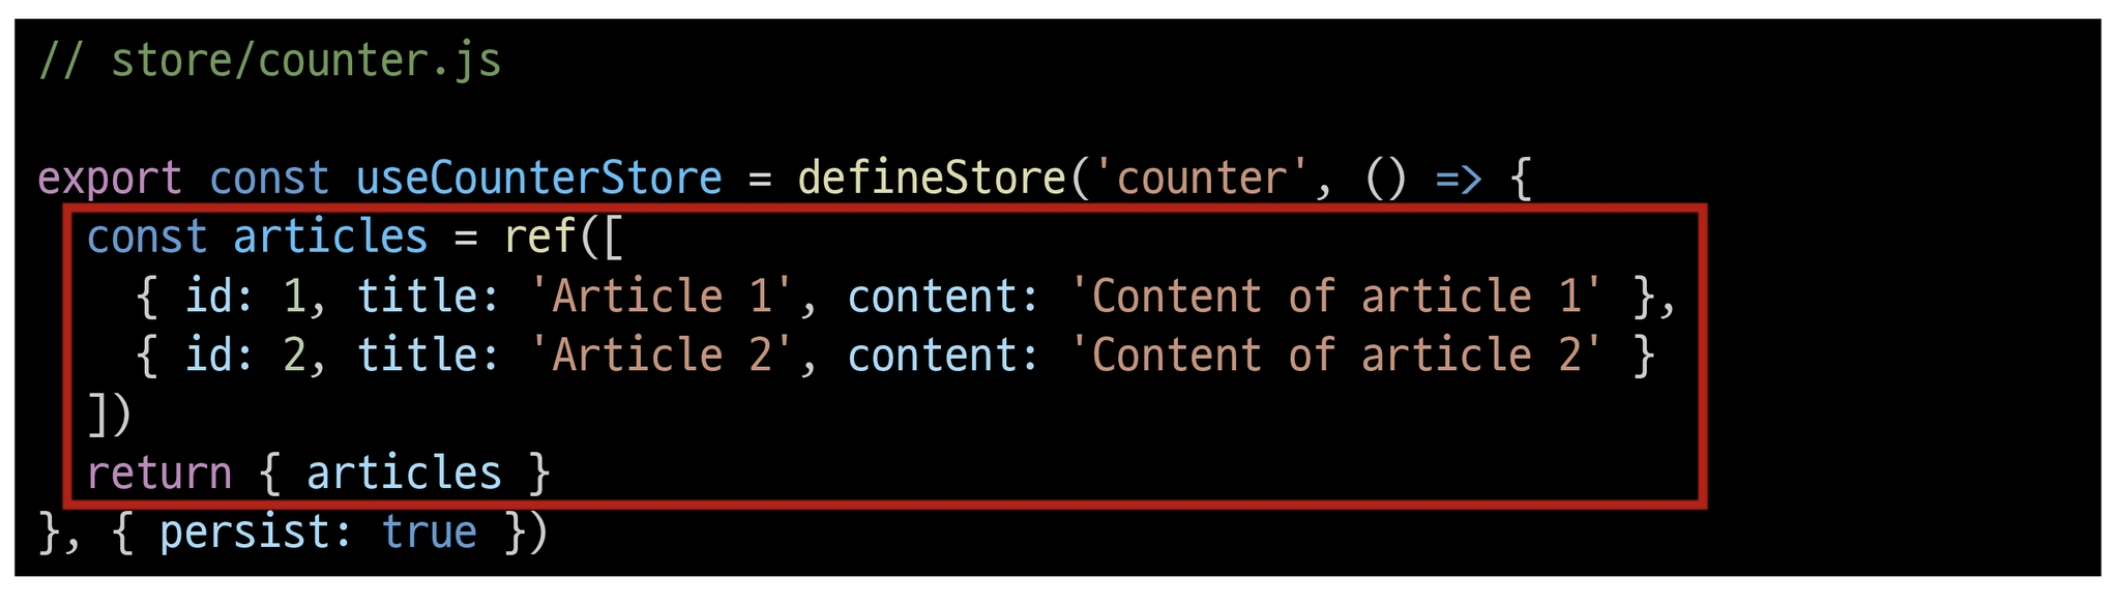 // store/counter.js
export const useCounterStore = defineStore('counter', () => {
const articles = ref([
{ id: 1, title: 'Article 1', content: 'Content of article 1' },
{ id: 2, title: 'Article 2', content: 'Content of article 2' }
])
return { articles }
}, { persist: true })